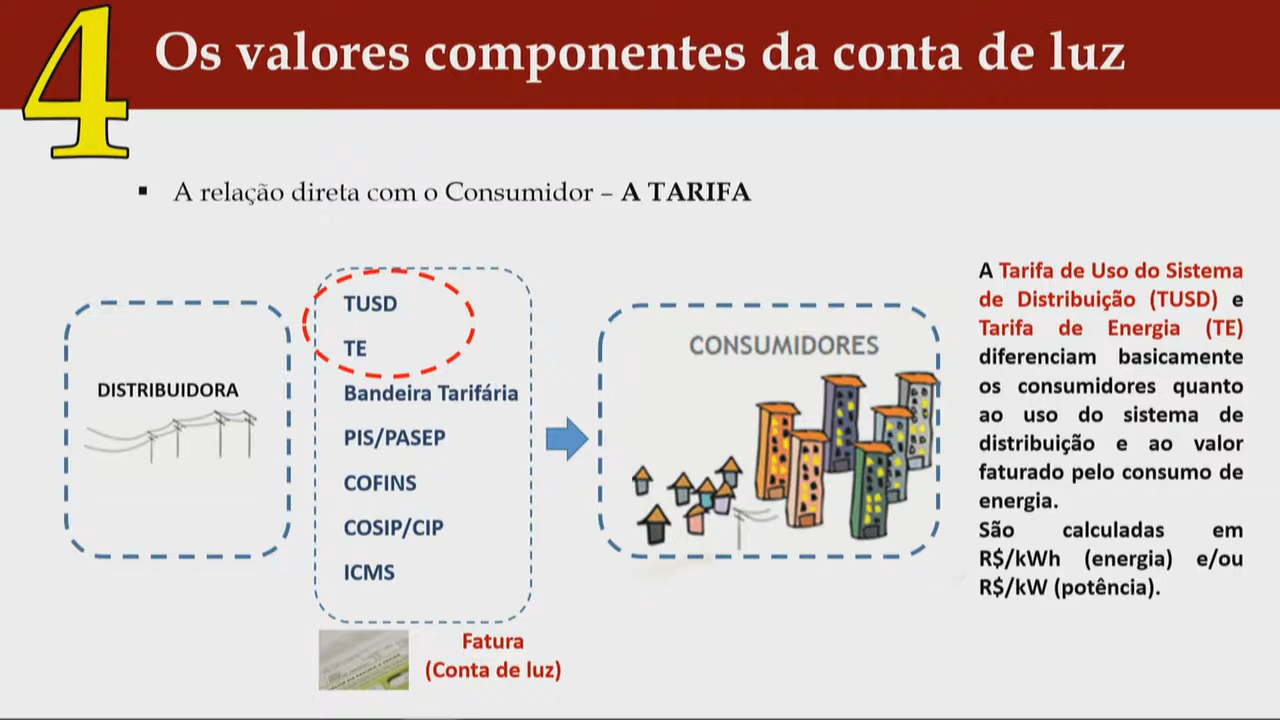 4
Os valores componentes da conta de luz
▪ A relação direta com o Consumidor – A TARIFA
DISTRIBUIDORA
TUSD
TE
Bandeira Tarifária
PIS/PASEP
COFINS
COSIP/CIP
ICMS
Fatura
(Conta de luz)
CONSUMIDORES
A Tarifa de Uso do Sistema
de Distribuição (TUSD) e
Tarifa de Energia (TE)
diferenciam basicamente
os consumidores quanto
ao uso do sistema de
distribuição e ao valor
faturado pelo consumo de
energia.
São calculadas em
R$/kWh (energia) e/ou
R$/kW (potência).